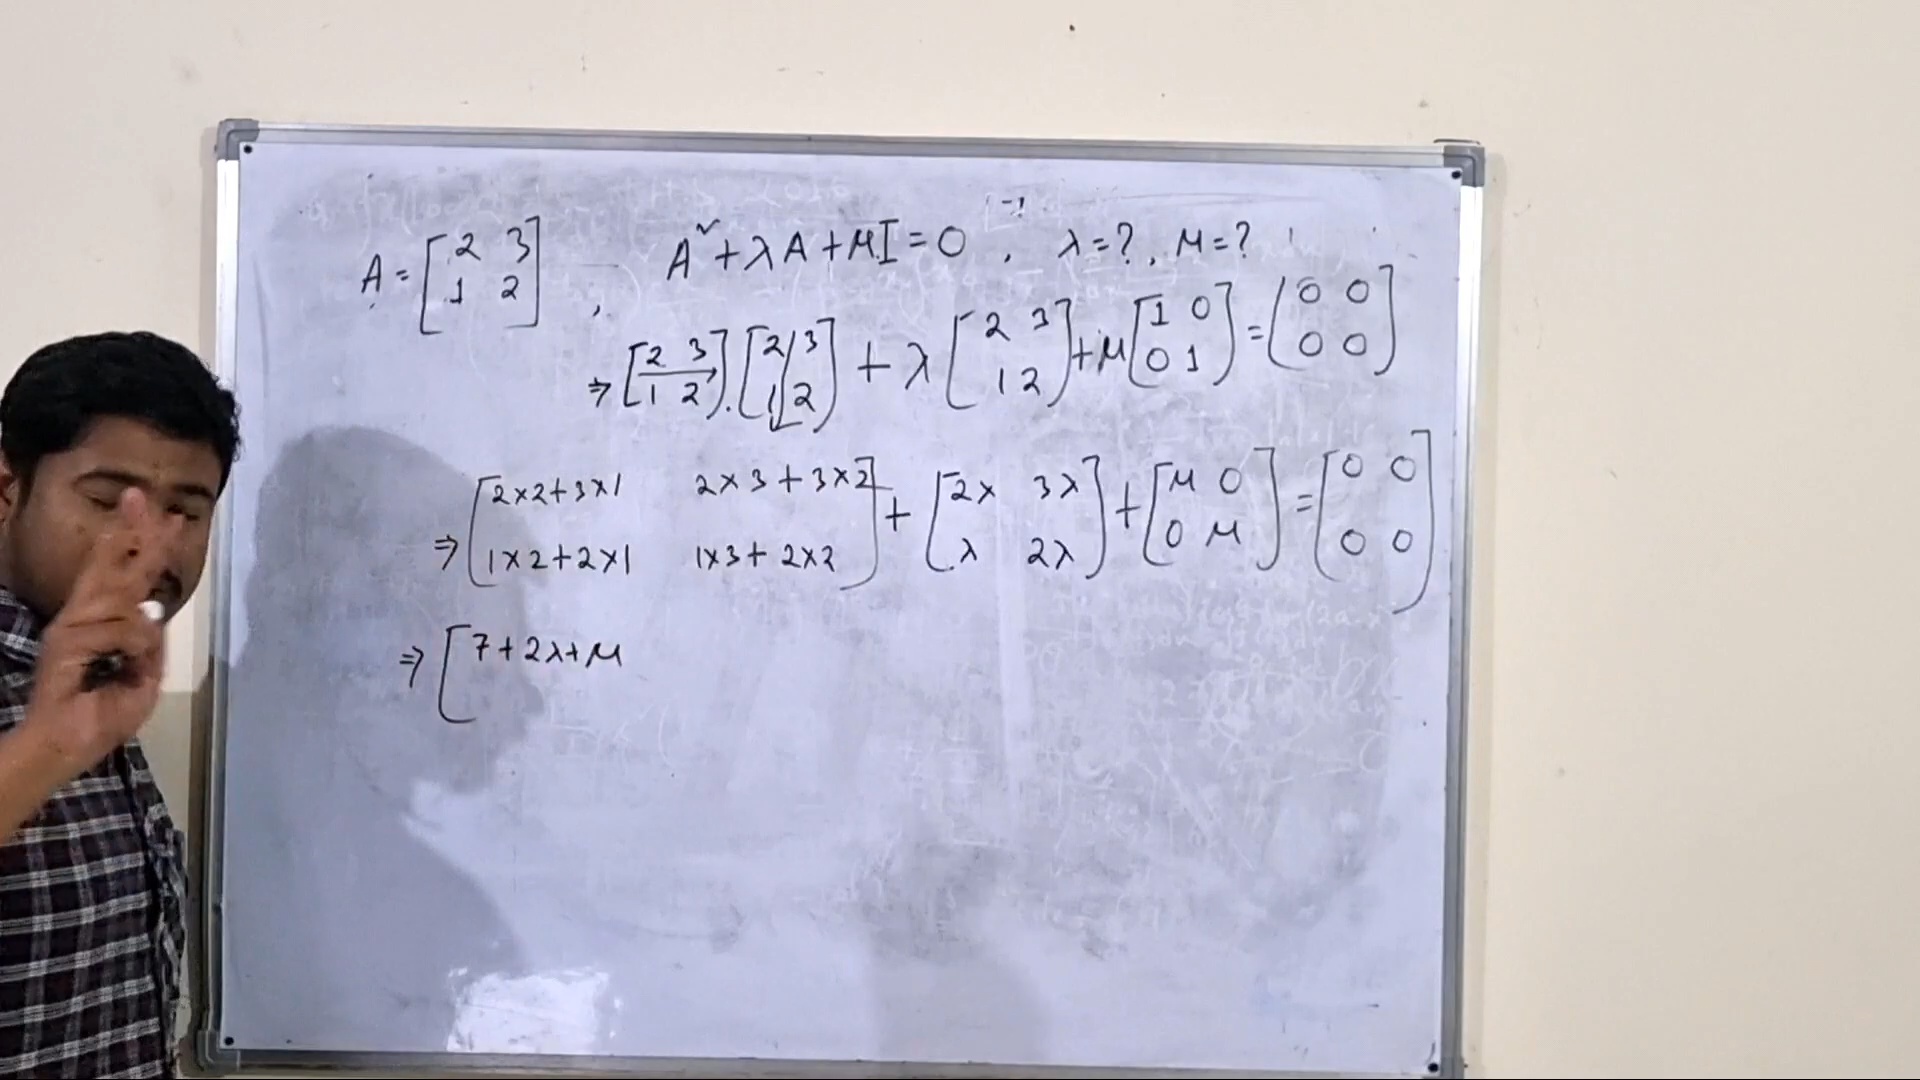 A = [2 3 1 2] , A² + λA + μI = 0 , λ = ? , μ = ?
⇒ [2 3 1 2] . [2 3 1 2] + λ [2 3 1 2] + μ [1 0 0 1] = [0 0 0 0]
⇒ [2×2+3×1 2×3+3×2 1×2+2×1 1×3+2×2] + [2λ 3λ λ 2λ] + [μ 0 0 μ] = [0 0 0 0]
⇒ [7+2λ+μ